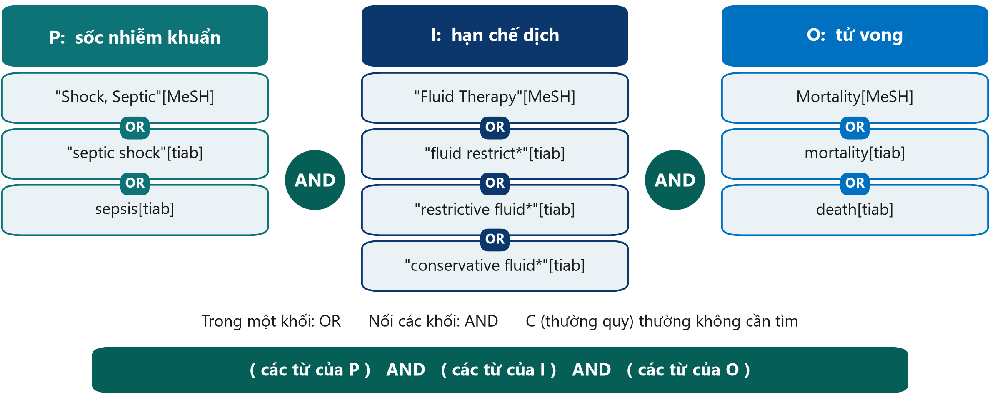 P: sốc nhiễm khuẩn
"Shock, Septic"[MeSH]
OR
"septic shock"[tiab]
OR
sepsis[tiab]
AND
I: hạn chế dịch
"Fluid Therapy"[MeSH]
OR
"fluid restrict*"[tiab]
OR
"restrictive fluid*"[tiab]
OR
"conservative fluid*"[tiab]
AND
O: tử vong
Mortality[MeSH]
OR
mortality[tiab]
OR
death[tiab]
Trong một khối: OR Nối các khối: AND C (thường quy) thường không cần tìm
( các từ của P ) AND ( các từ của I ) AND ( các từ của O )